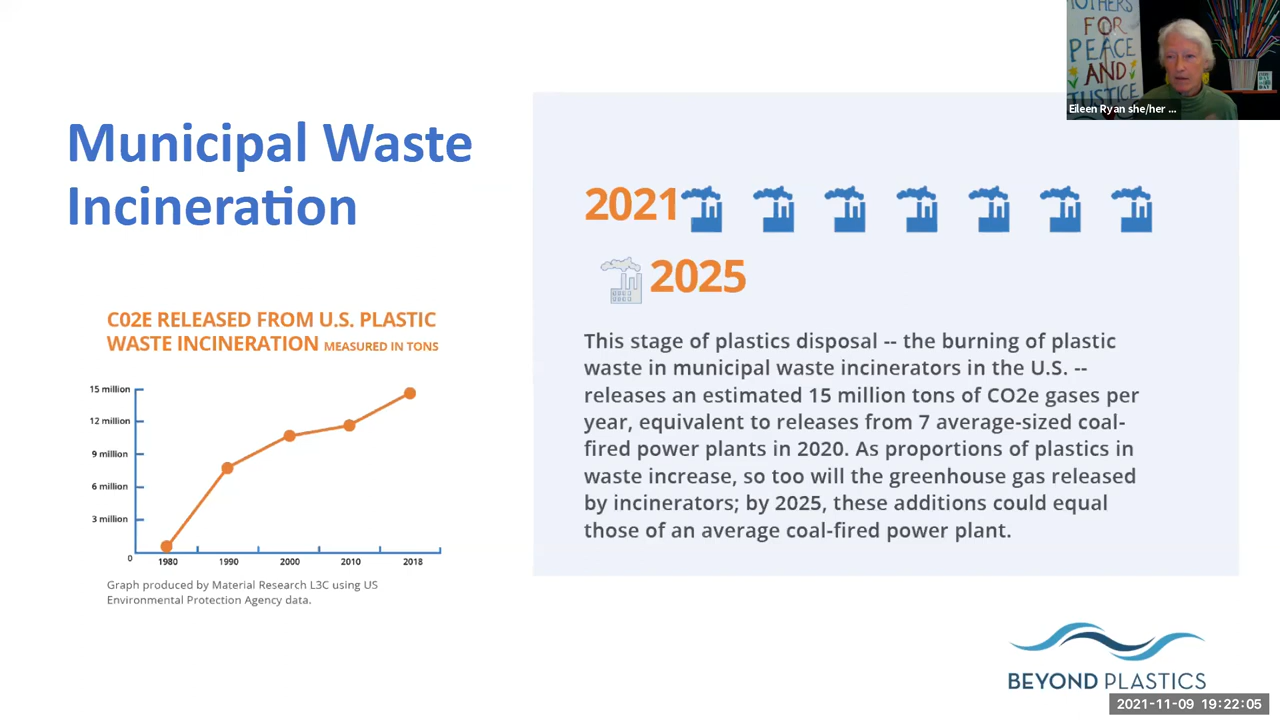 MOTHERS
FOR
PEACE
AND
JUSTICE
Eileen Ryan she/her ...
Municipal Waste
Incineration
2021
2025
C02E RELEASED FROM U.S. PLASTIC
WASTE INCINERATION MEASURED IN TONS
15 million
12 million
9 million
6 million
3 million
0
1980 1990 2000 2010 2018
Graph produced by Material Research L3C using US
Environmental Protection Agency data.
This stage of plastics disposal -- the burning of plastic
waste in municipal waste incinerators in the U.S. --
releases an estimated 15 million tons of CO2e gases per
year, equivalent to releases from 7 average-sized coal-
fired power plants in 2020. As proportions of plastics in
waste increase, so too will the greenhouse gas released
by incinerators; by 2025, these additions could equal
those of an average coal-fired power plant.
BEYOND PLASTICS
2021-11-09 19:22:05